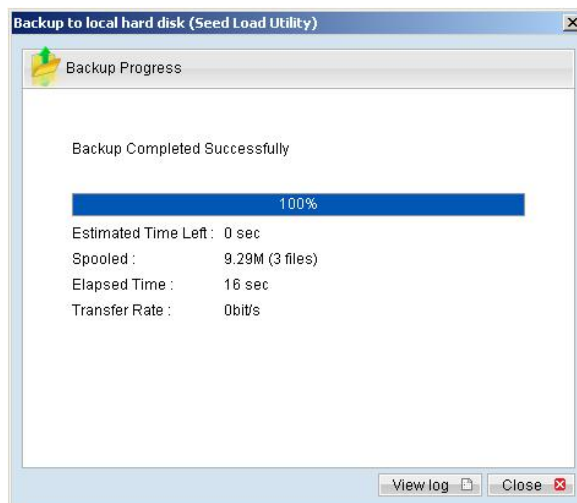 Backup to local hard disk (Seed Load Utility)
Backup Progress
Backup Completed Successfully
100%
Estimated Time Left : 0 sec
Spooled : 9.29M (3 files)
Elapsed Time : 16 sec
Transfer Rate : 0bit/s
View log Close